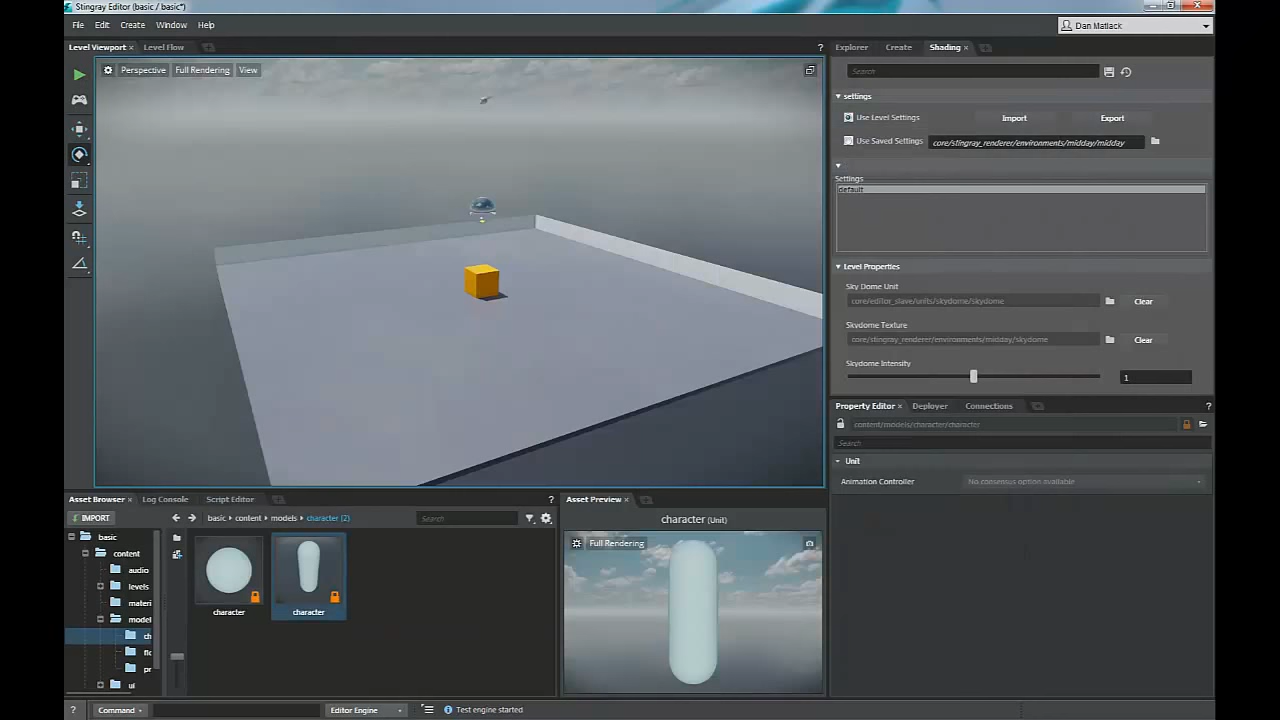 Stingray Editor (basic / basic*)
File Edit Create Window Help
Dan Matlack
Level Viewport Level Flow
?
Explorer Create Shading
Perspective Full Rendering View
Search
settings
Use Level Settings Import Export
Use Saved Settings core/stingray_renderer/environments/midday/midday
Settings
default
Level Properties
Sky Dome Unit
core/editor_slave/units/skydome/skydome Clear
Skydome Texture
core/stingray_renderer/environments/midday/skydome Clear
Skydome Intensity
1
Property Editor Deployer Connections ?
content/models/character/character
Search
Unit
Animation Controller No consensus option available
Asset Browser Log Console Script Editor ?
IMPORT basic content models character (2) Search
basic
content
audio
levels
materi
model
ch
flo
pr
ui
character
character
Asset Preview
character (Unit)
Full Rendering
? Command Editor Engine Test engine started